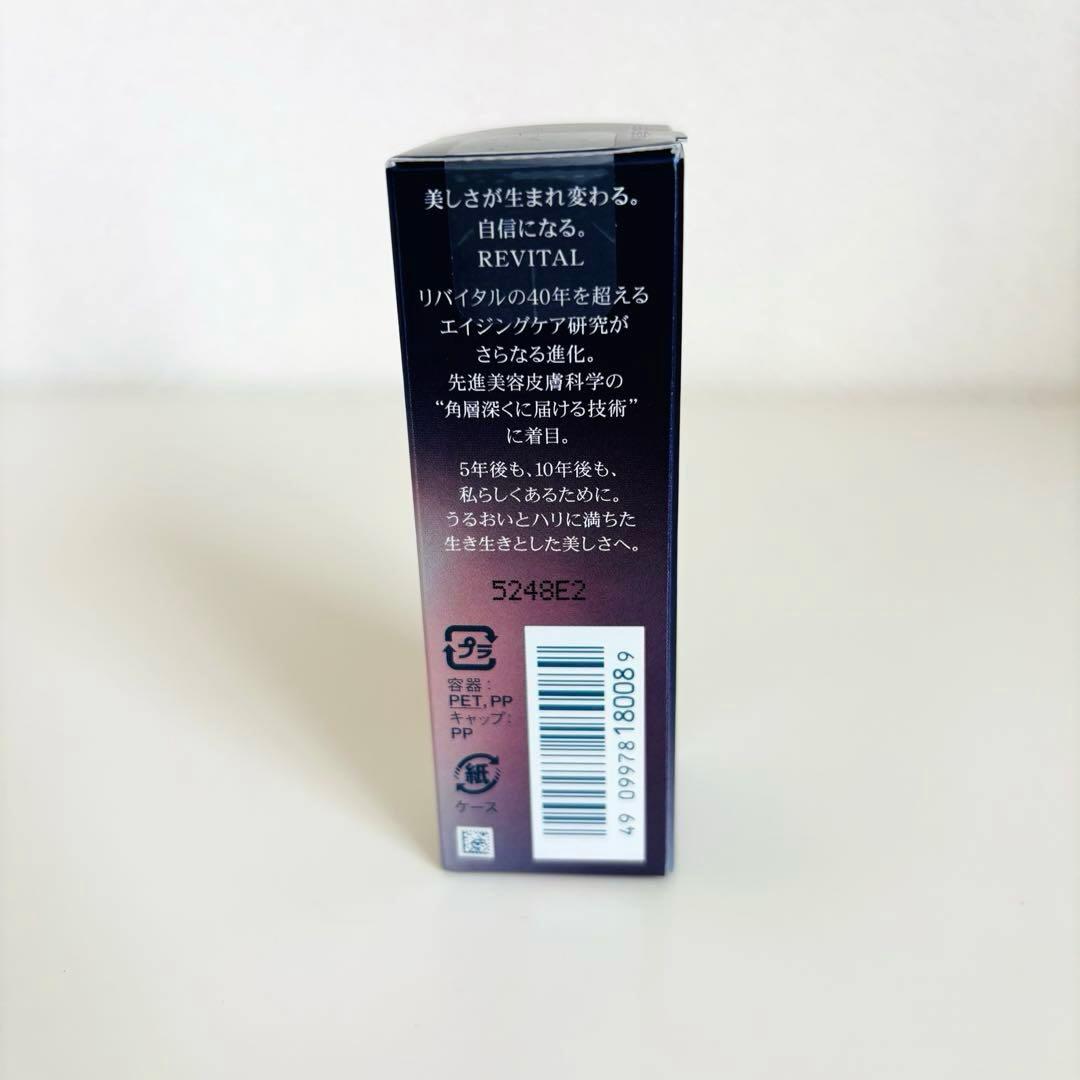 美しさが生まれ変わる。
自信になる。
REVITAL
リバイタルの40年を超える
エイジングケア研究が
さらなる進化。
先進美容皮膚科学の
“角層深くに届ける技術”
に着目。
5年後も、10年後も、
私らしくあるために。
うるおいとハリに満ちた
生き生きとした美しさへ。
5248E2
プラ
容器：
PET, PP
キャップ：
PP
紙
ケース
49 09978 18008 9